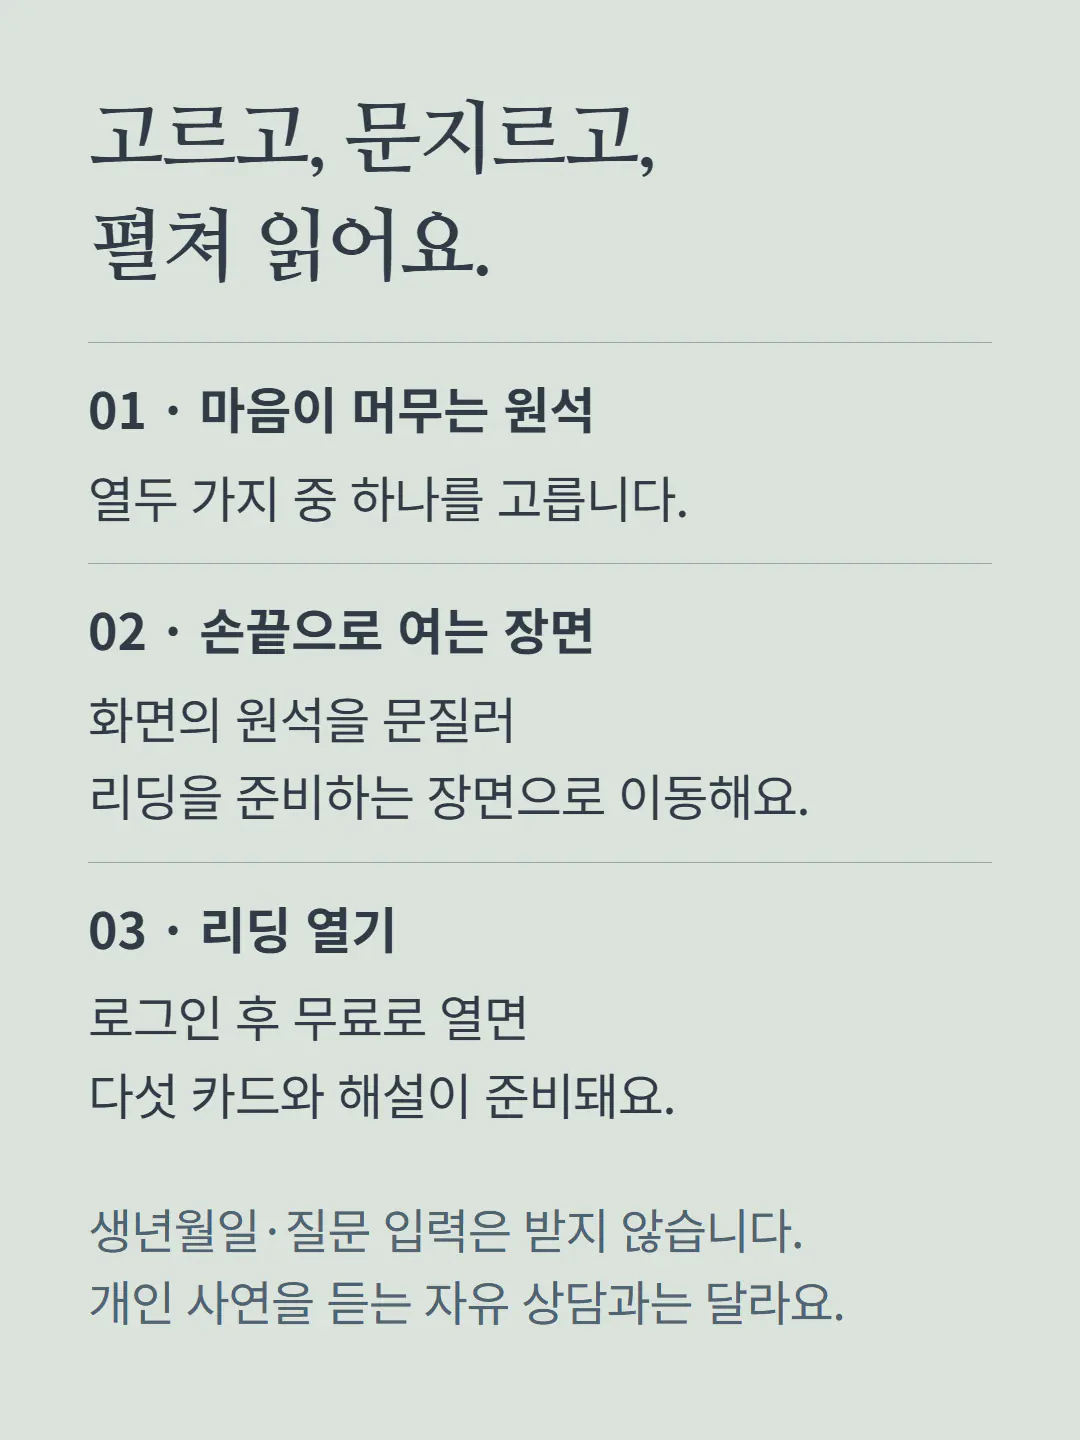 고르고, 문지르고,
펼쳐 읽어요.
01 · 마음이 머무는 원석
열두 가지 중 하나를 고릅니다.
02 · 손끝으로 여는 장면
화면의 원석을 문질러
리딩을 준비하는 장면으로 이동해요.
03 · 리딩 열기
로그인 후 무료로 열면
다섯 카드와 해설이 준비돼요.
생년월일·질문 입력은 받지 않습니다.
개인 사연을 듣는 자유 상담과는 달라요.